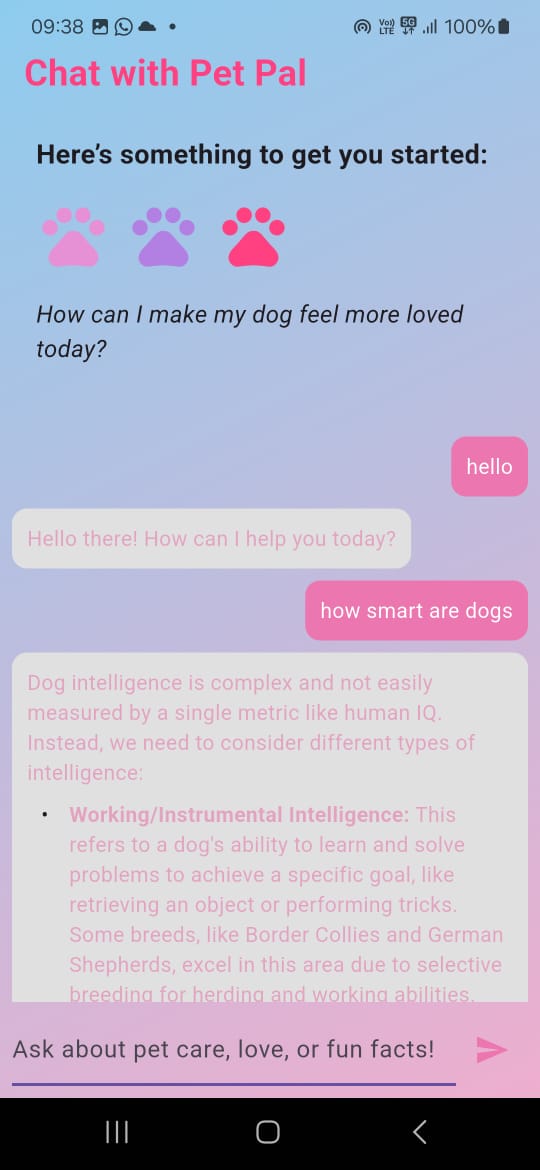 09:38
Vo)) LTE 5G 100%
Chat with Pet Pal
Here's something to get you started:
How can I make my dog feel more loved
today?
hello
Hello there! How can I help you today?
how smart are dogs
Dog intelligence is complex and not easily
measured by a single metric like human IQ.
Instead, we need to consider different types of
intelligence:
• Working/Instrumental Intelligence: This
refers to a dog's ability to learn and solve
problems to achieve a specific goal, like
retrieving an object or performing tricks.
Some breeds, like Border Collies and German
Shepherds, excel in this area due to selective
breeding for herding and working abilities.
Ask about pet care, love, or fun facts!